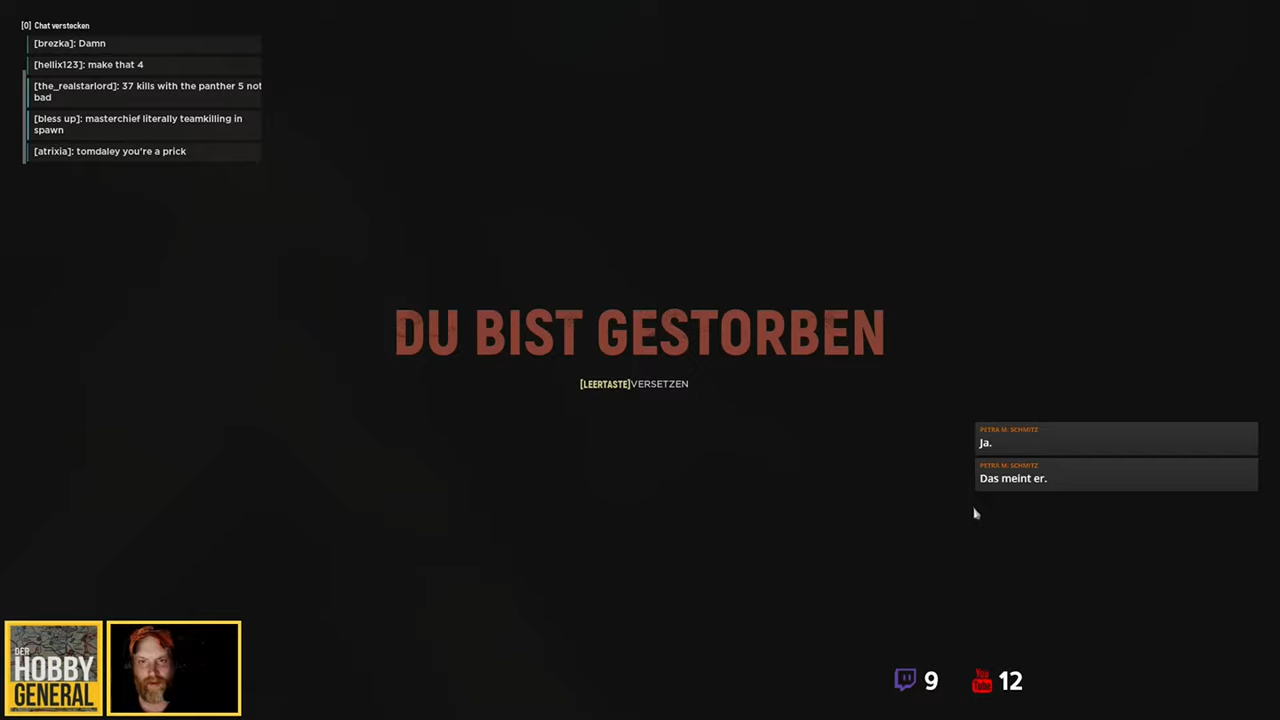 [O] Chat verstecken
[brezka]: Damn
[hellix123]: make that 4
[the_realstarlord]: 37 kills with the panther 5 not
bad
[bless up]: masterchief literally teamkilling in
spawn
[atrixia]: tomdaley you're a prick
DU BIST GESTORBEN
[LEERTASTE]VERSETZEN
PETRA M. SCHMITZ
Ja.
PETRA M. SCHMITZ
Das meint er.
DER
HOBBY
GENERAL
9
You
Tube
12